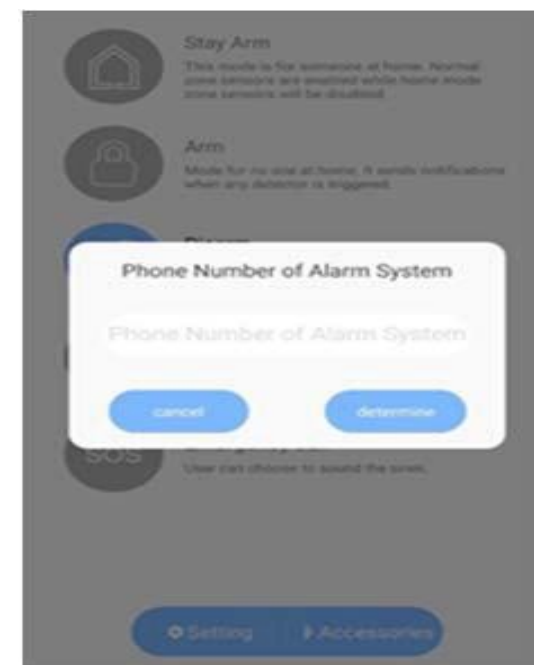 Stay Arm
This mode is for someone at home. Normal
zone sensors are enabled while home mode
zone sensors will be disabled.
Arm
Mode for no one at home. It sends notifications
when any detector is triggered.
Phone Number of Alarm System
Phone Number of Alarm System
cancel
determine
SOS
User can choose to sound the siren.
Setting
Accessories